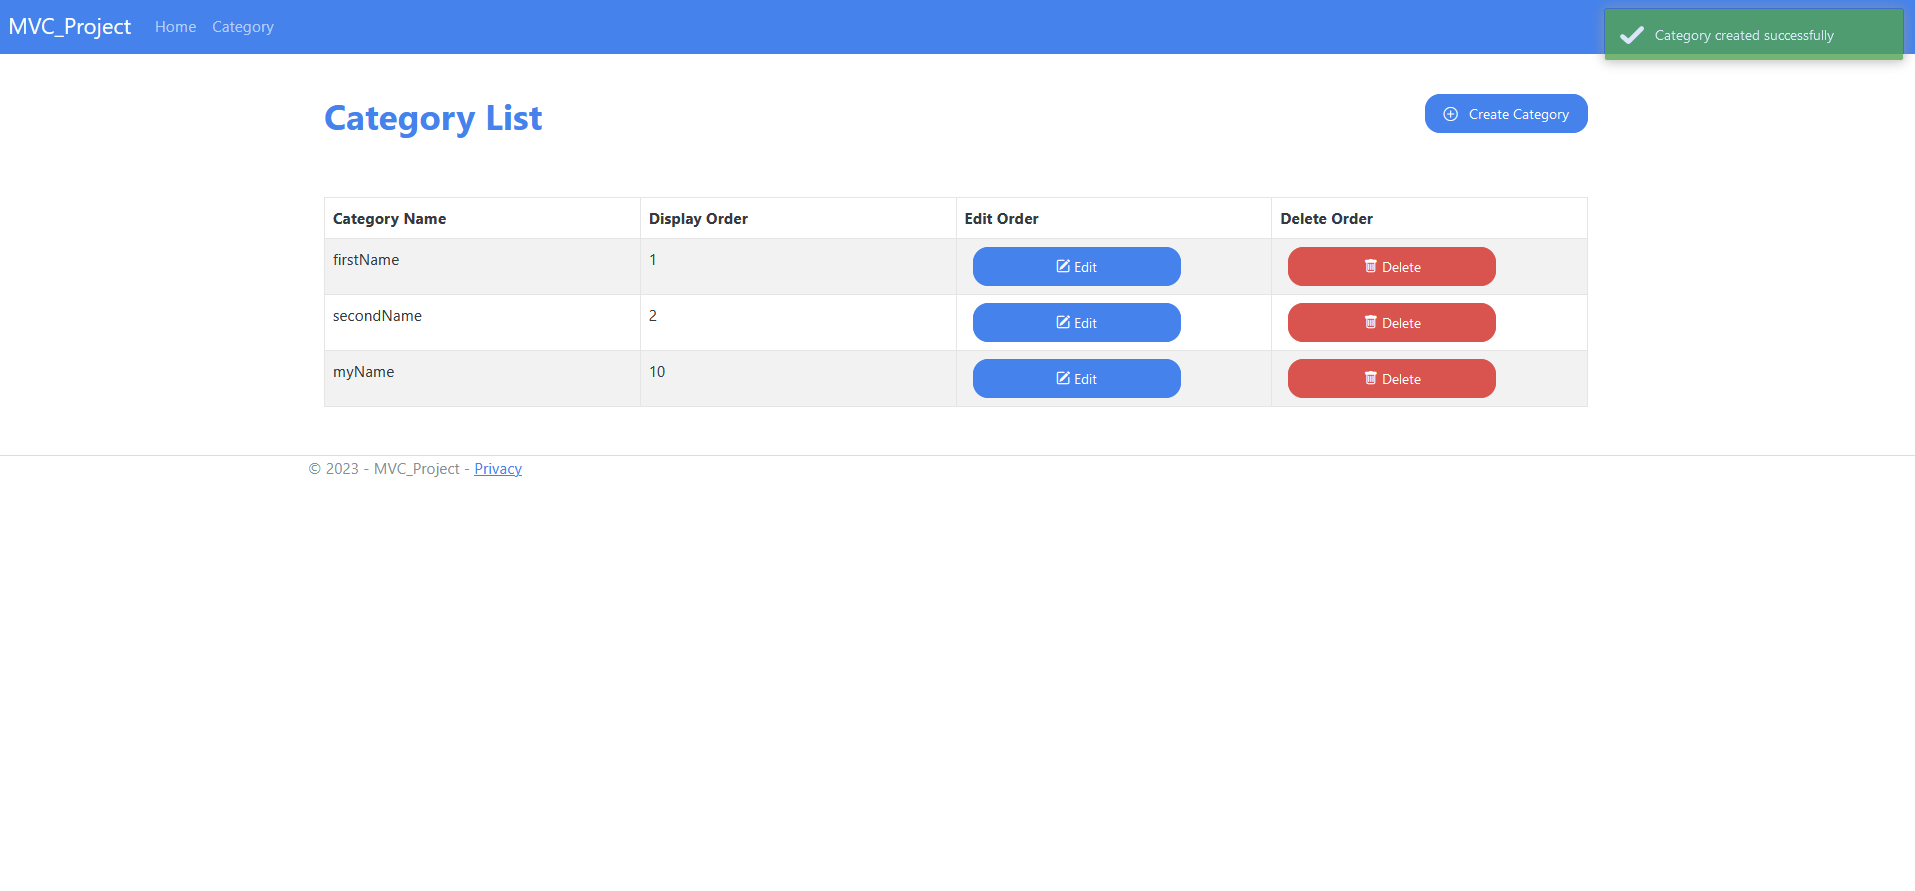 MVC_Project Home Category
Category created successfully
Category List
Create Category
Category Name Display Order Edit Order Delete Order
firstName 1 Edit Delete
secondName 2 Edit Delete
myName 10 Edit Delete
© 2023 - MVC_Project - Privacy